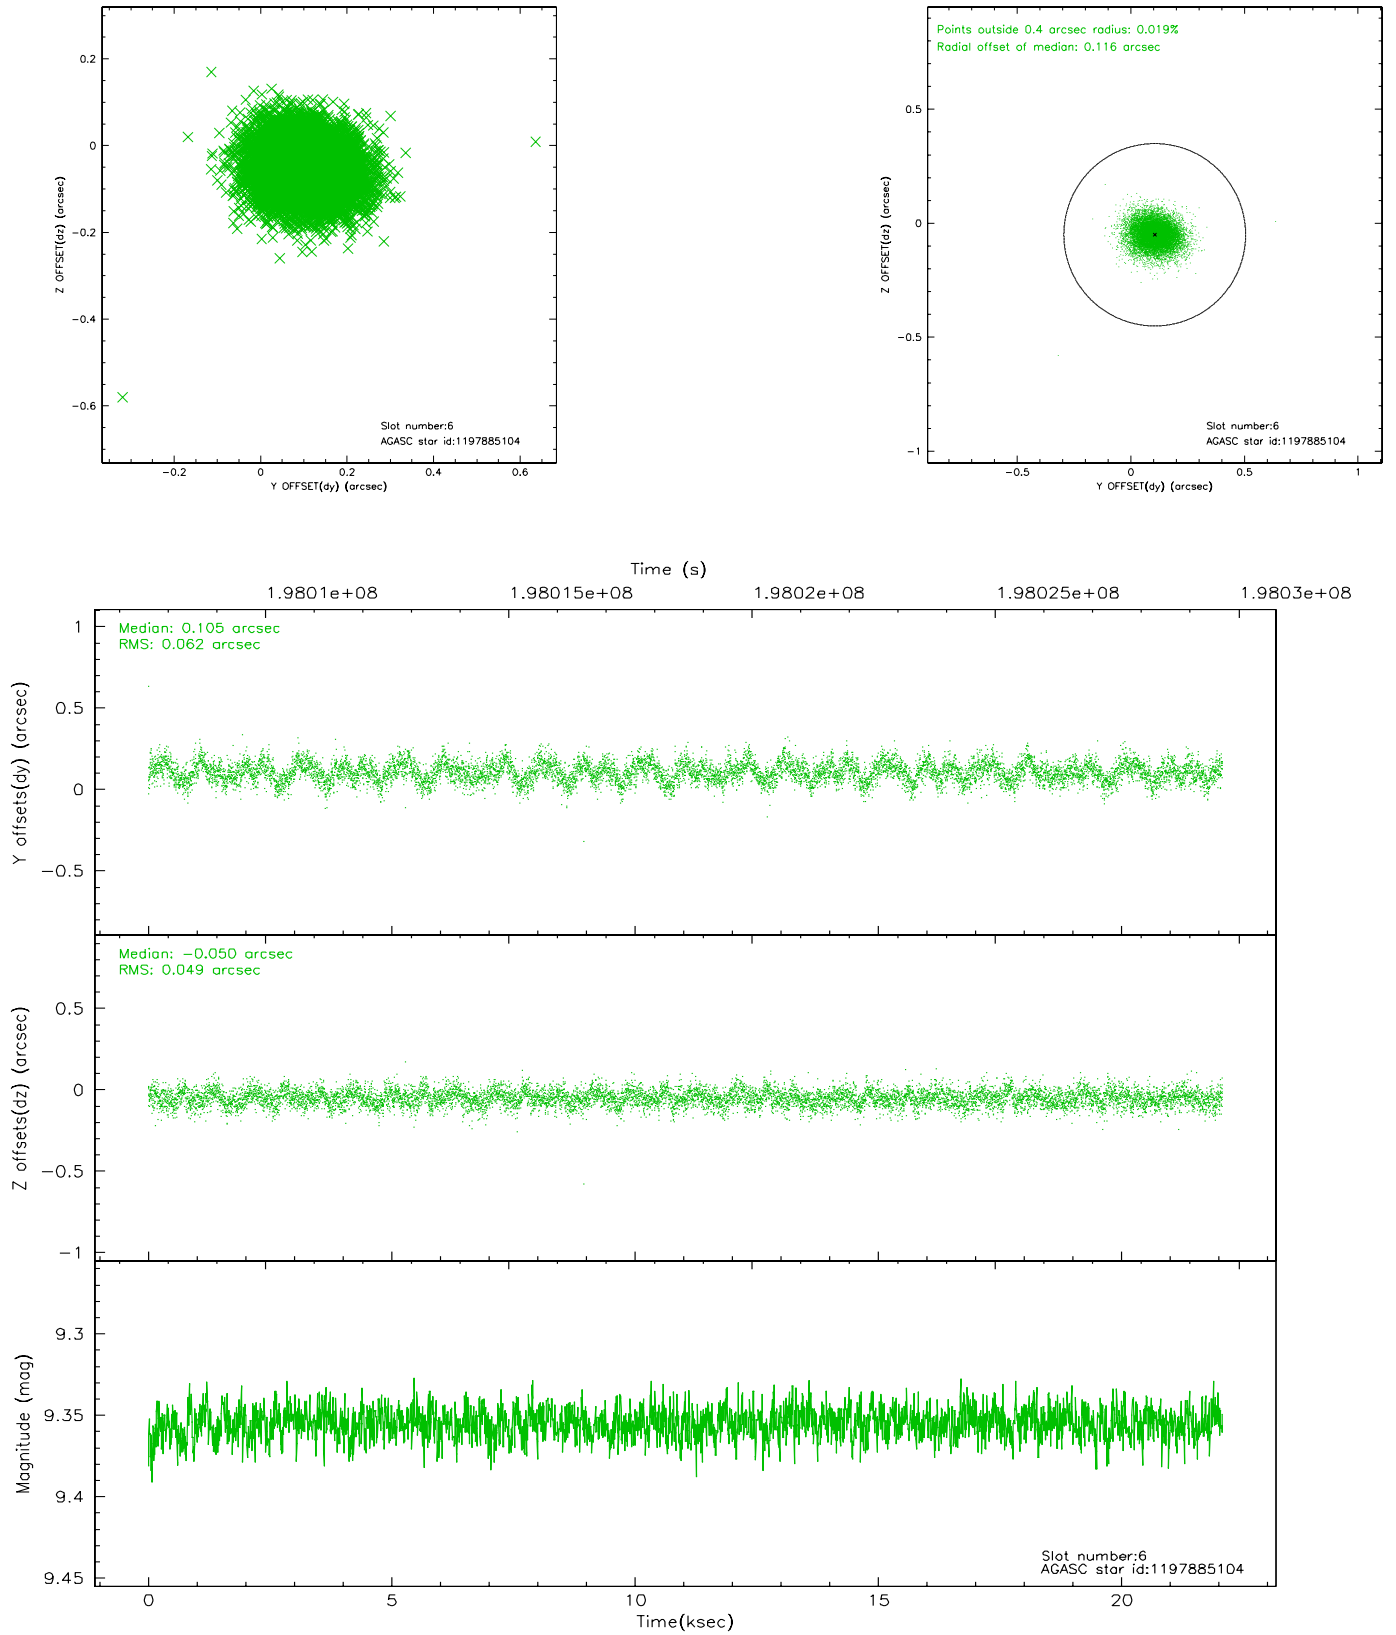 0.2
0
−0.2
−0.4
−0.6
Z OFFSET(dz) (arcsec)
Slot number:6
AGASC star id:1197885104
−0.2 0 0.2 0.4 0.6
Y OFFSET(dy) (arcsec)
Points outside 0.4 arcsec radius: 0.019%
Radial offset of median: 0.116 arcsec
0.5
0
−0.5
−1
Z OFFSET(dz) (arcsec)
Slot number:6
AGASC star id:1197885104
−0.5 0 0.5 1
Y OFFSET(dy) (arcsec)
Time (s)
1.9801e+08 1.98015e+08 1.9802e+08 1.98025e+08 1.9803e+08
Median: 0.105 arcsec
RMS: 0.062 arcsec
1
0.5
0
−0.5
Y offsets(dy) (arcsec)
Median: −0.050 arcsec
RMS: 0.049 arcsec
0.5
0
−0.5
−1
Z offsets(dz) (arcsec)
9.3
9.35
9.4
9.45
Magnitude (mag)
Slot number:6
AGASC star id:1197885104
0 5 10 15 20
Time(ksec)